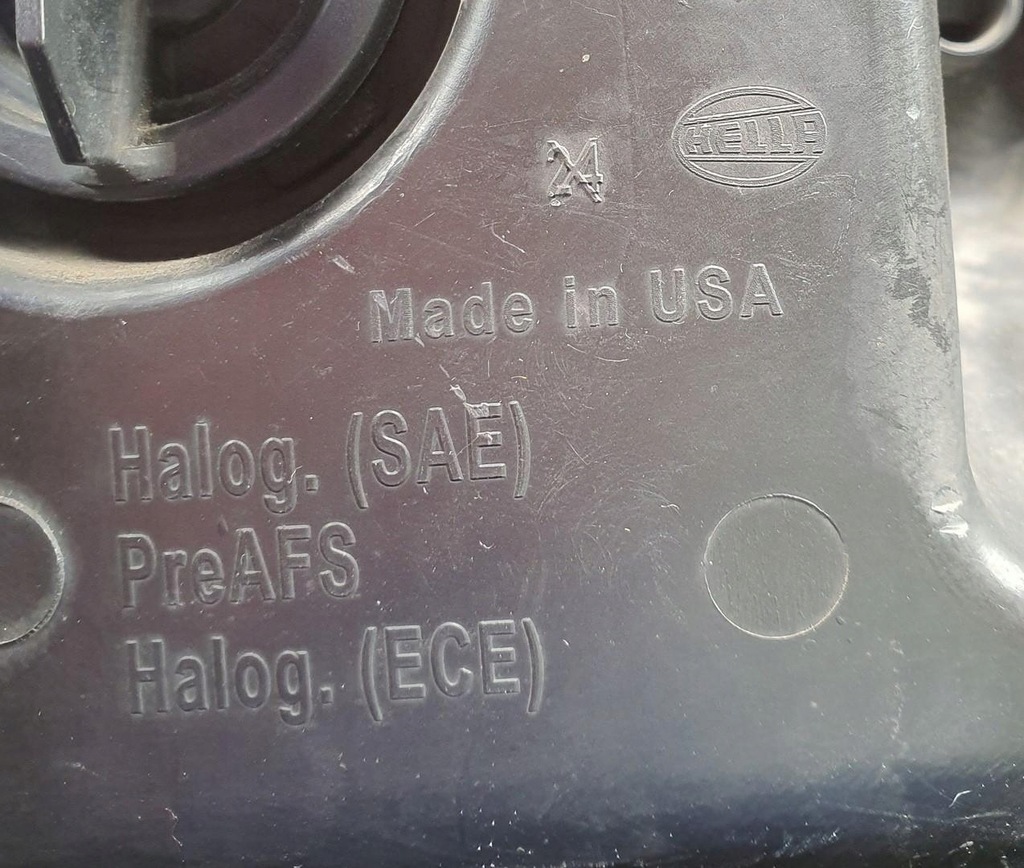 HELLA
24
Made in USA
Halog. (SAE)
PreAFS
Halog. (ECE)